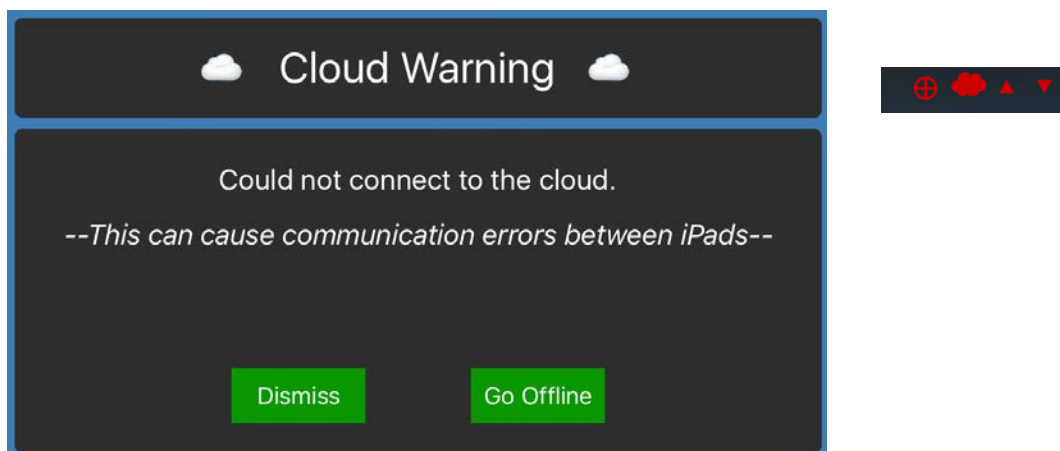 Cloud Warning
Could not connect to the cloud.
--This can cause communication errors between iPads--
Dismiss
Go Offline